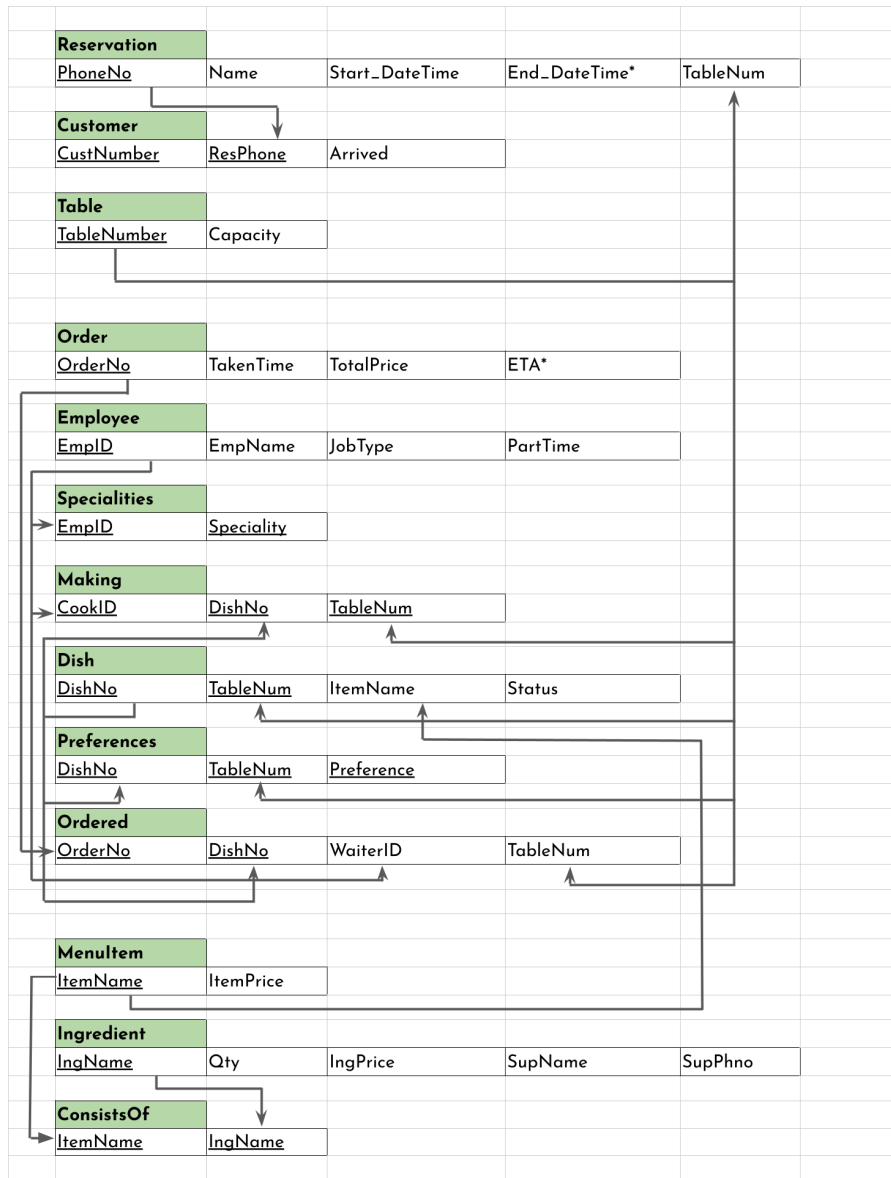 Reservation
PhoneNo Name Start_DateTime End_DateTime* TableNum
Customer
CustNumber ResPhone Arrived
Table
TableNumber Capacity
Order
OrderNo TakenTime TotalPrice ETA*
Employee
EmpID EmpName JobType PartTime
Specialities
EmpID Speciality
Making
CookID DishNo TableNum
Dish
DishNo TableNum ItemName Status
Preferences
DishNo TableNum Preference
Ordered
OrderNo DishNo WaiterID TableNum
MenuItem
ItemName ItemPrice
Ingredient
IngName Qty IngPrice SupName SupPhno
ConsistsOf
ItemName IngName